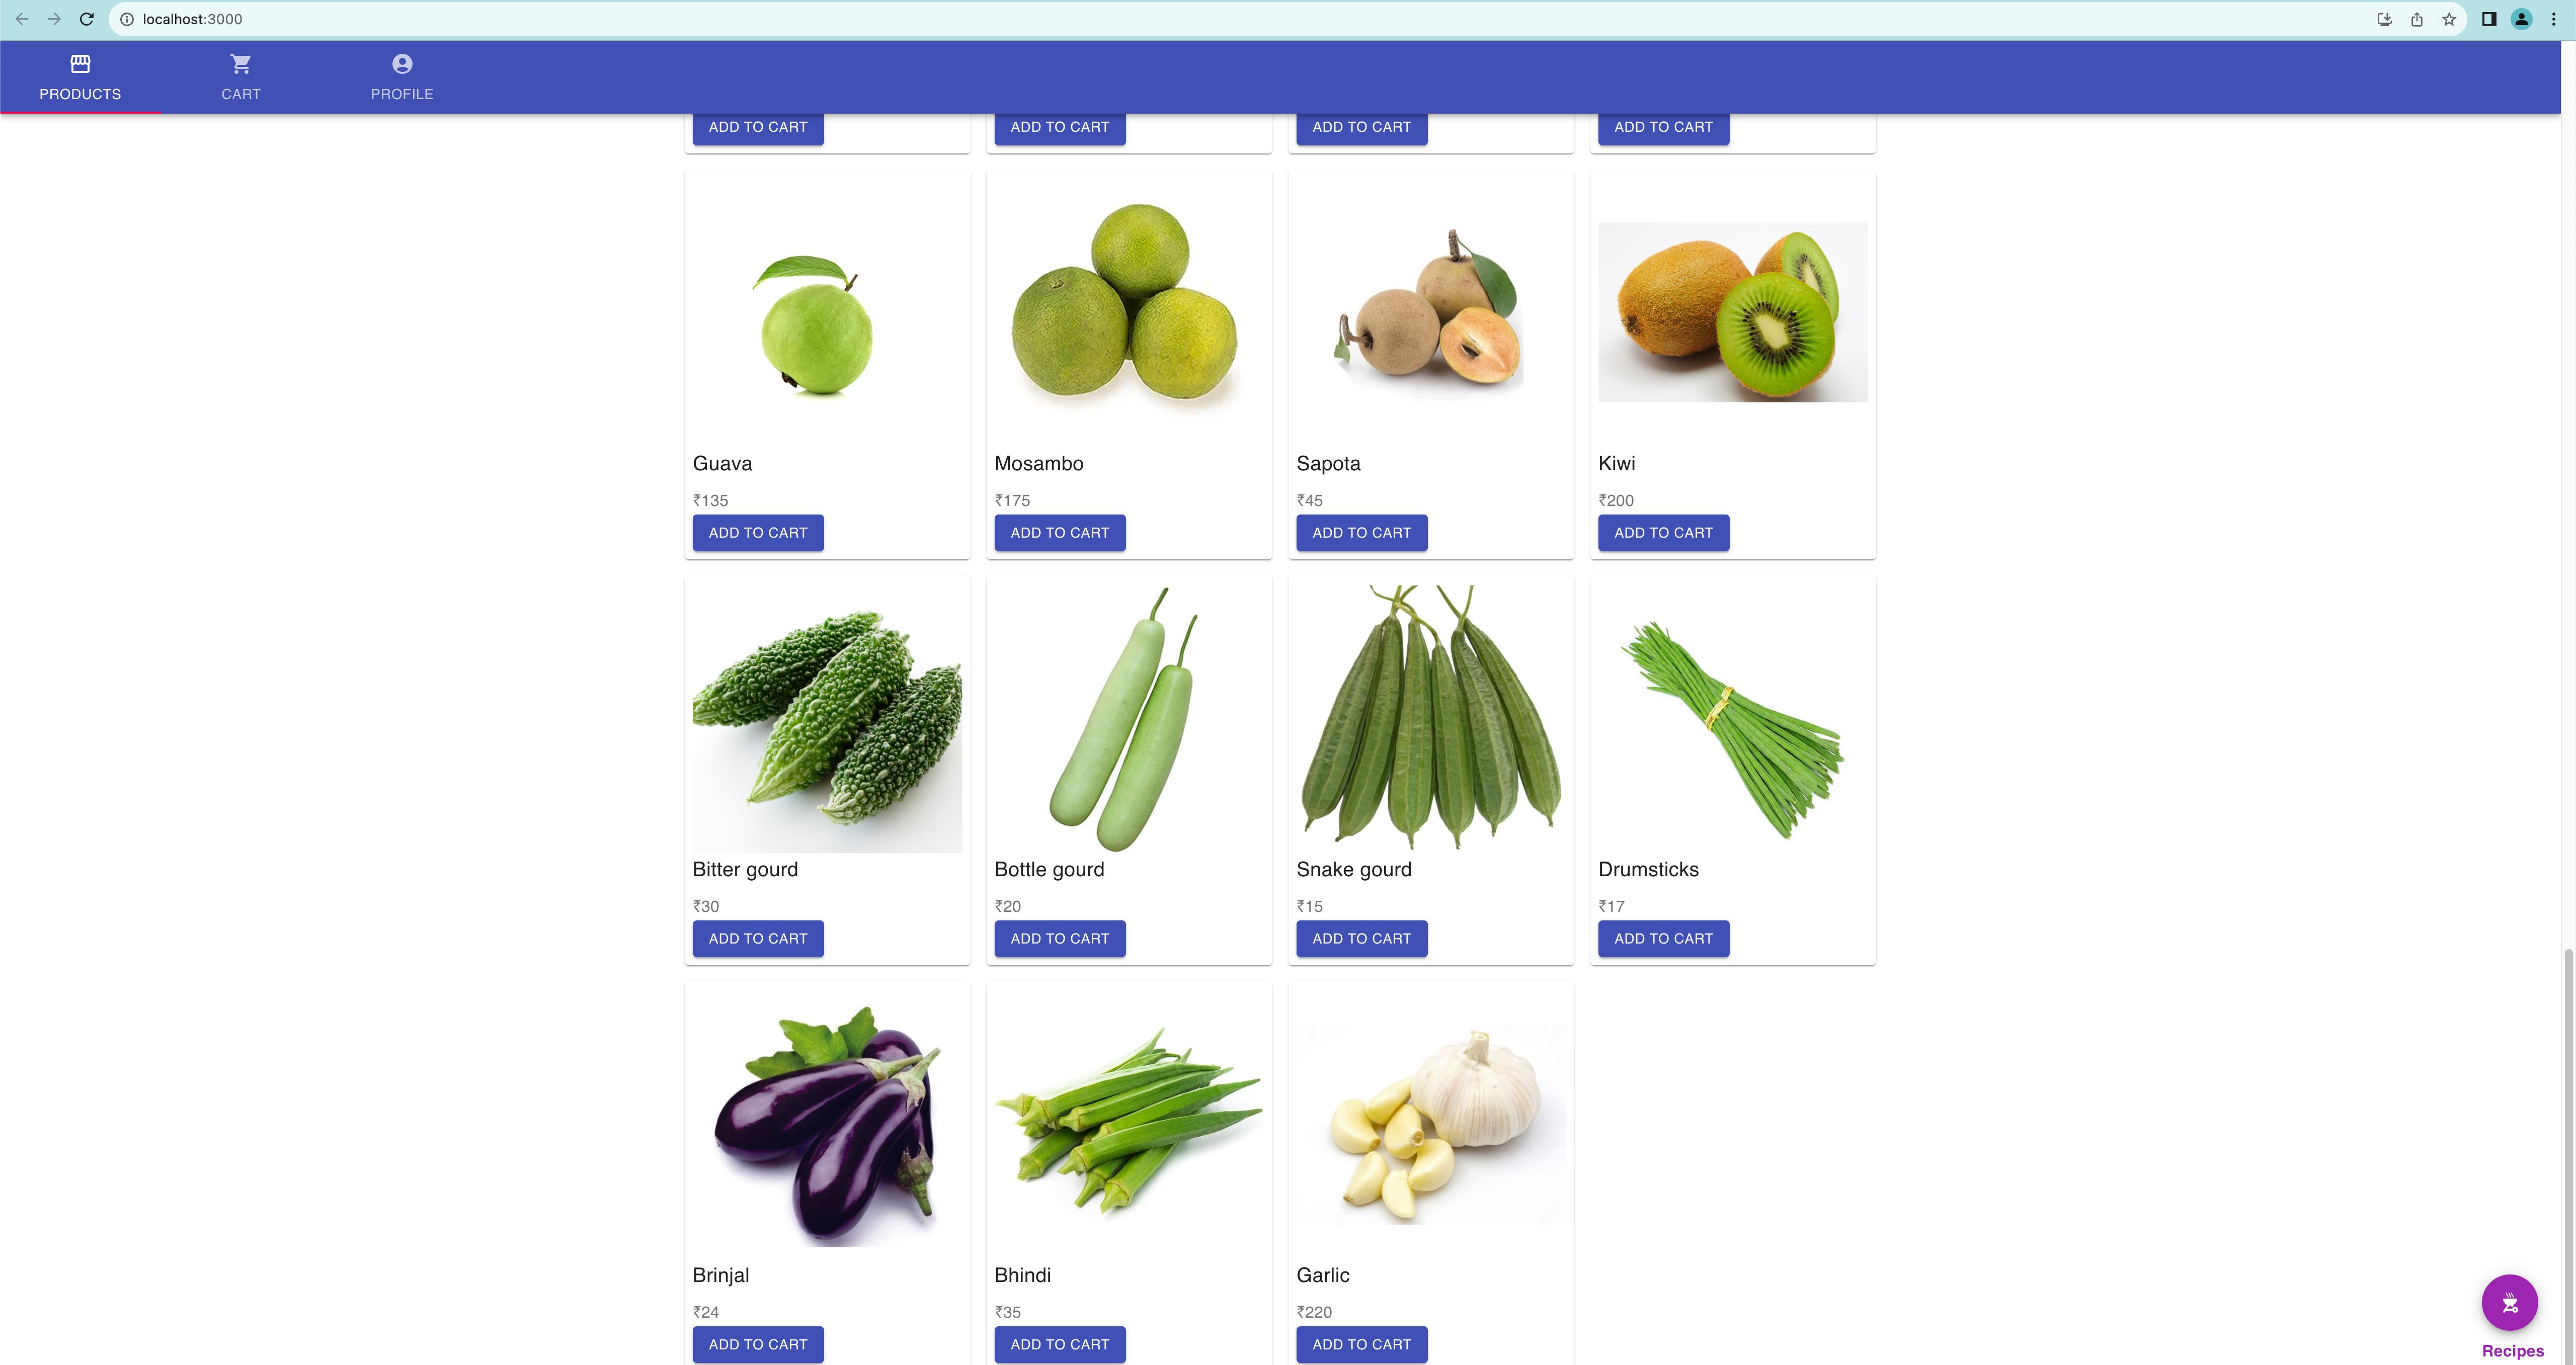 localhost:3000
PRODUCTS
CART
PROFILE
ADD TO CART
ADD TO CART
ADD TO CART
ADD TO CART
Guava
₹135
ADD TO CART
Mosambo
₹175
ADD TO CART
Sapota
₹45
ADD TO CART
Kiwi
₹200
ADD TO CART
Bitter gourd
₹30
ADD TO CART
Bottle gourd
₹20
ADD TO CART
Snake gourd
₹15
ADD TO CART
Drumsticks
₹17
ADD TO CART
Brinjal
₹24
ADD TO CART
Bhindi
₹35
ADD TO CART
Garlic
₹220
ADD TO CART
Recipes